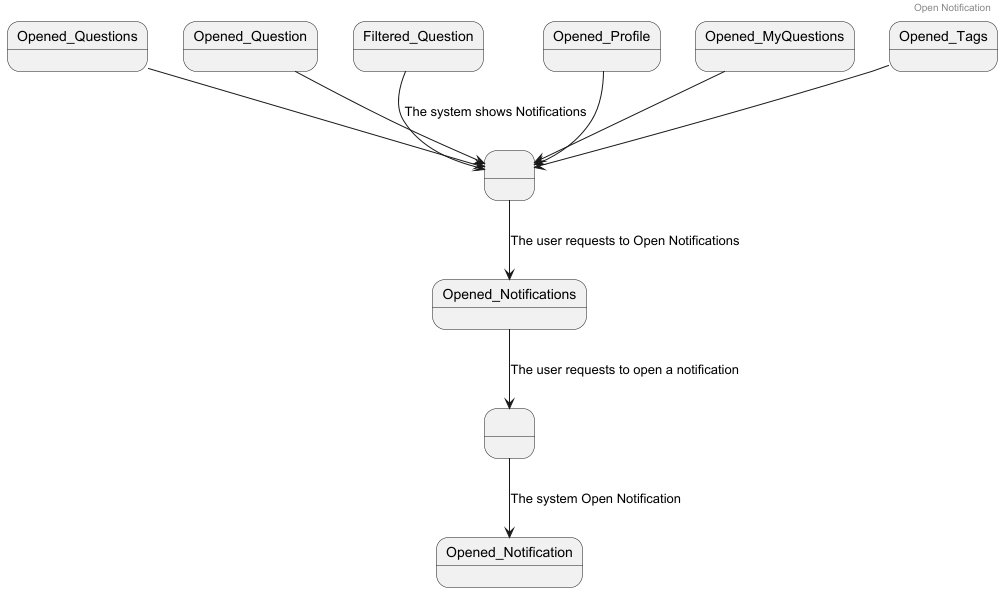 Open Notification
Opened_Questions
Opened_Question
Filtered_Question
Opened_Profile
Opened_MyQuestions
Opened_Tags
The system shows Notifications
The user requests to Open Notifications
Opened_Notifications
The user requests to open a notification
The system Open Notification
Opened_Notification